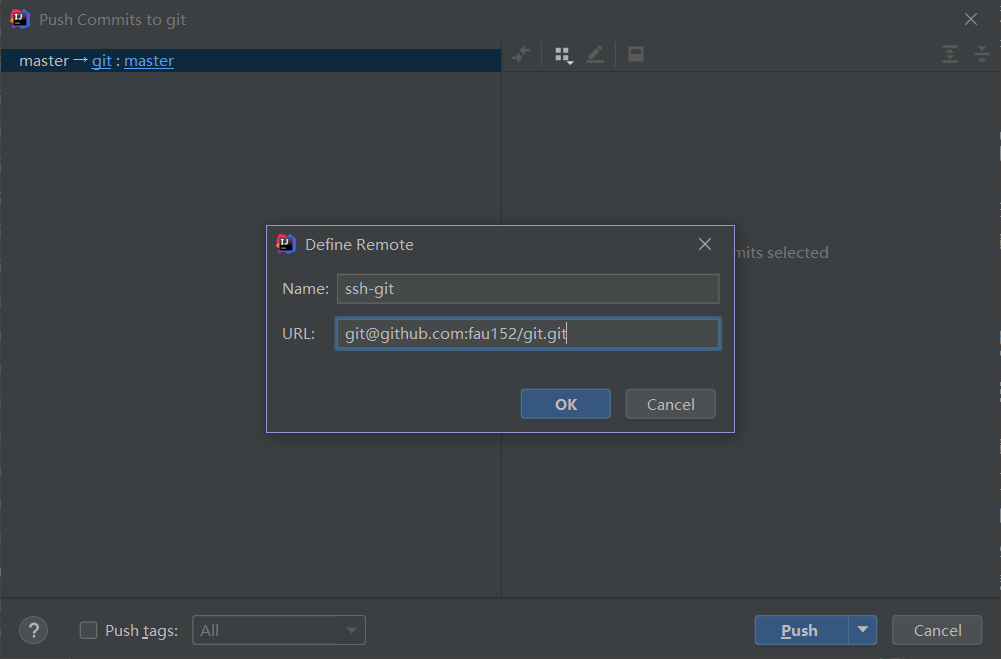 Push Commits to git
master → git : master
mits selected
Define Remote
Name: ssh-git
URL: git@github.com:fau152/git.git
OK Cancel
? Push tags: All Push Cancel